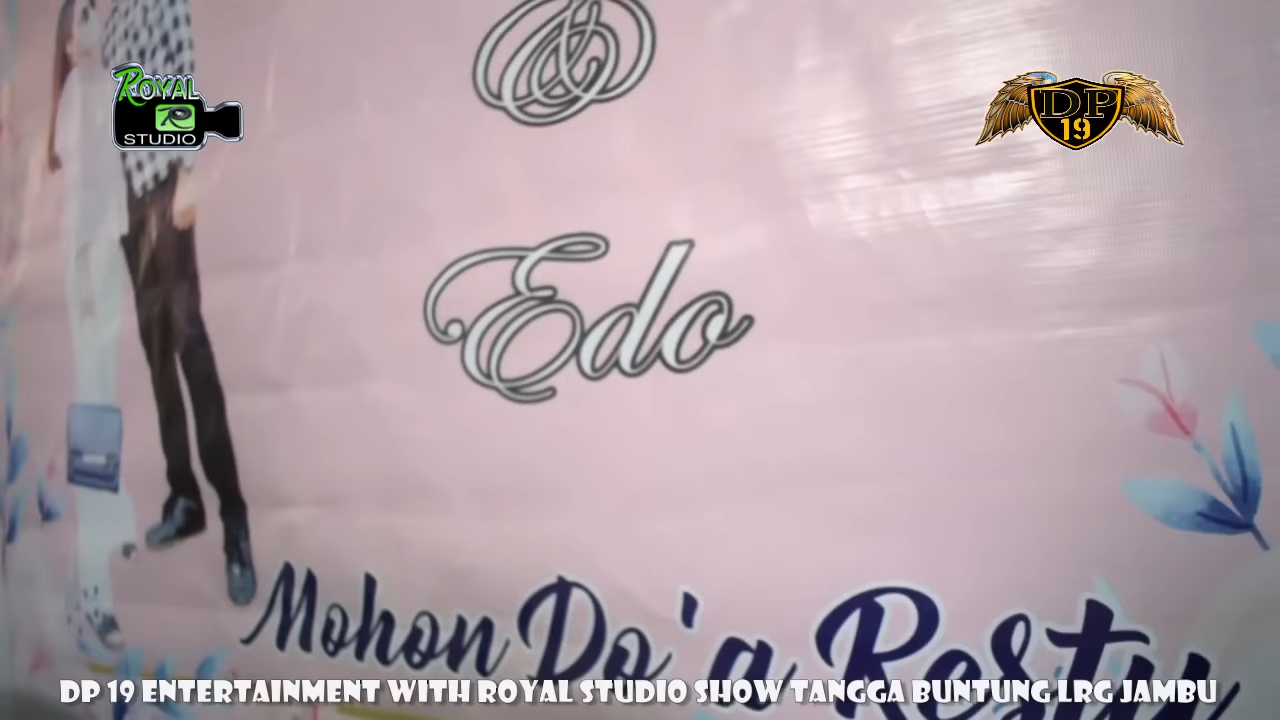 &
ROYAL
R
STUDIO
DP
19
Edo
Mohon Do'a Restu
DP 19 ENTERTAINMENT WITH ROYAL STUDIO SHOW TANGGA BUNTUNG LRG JAMBU